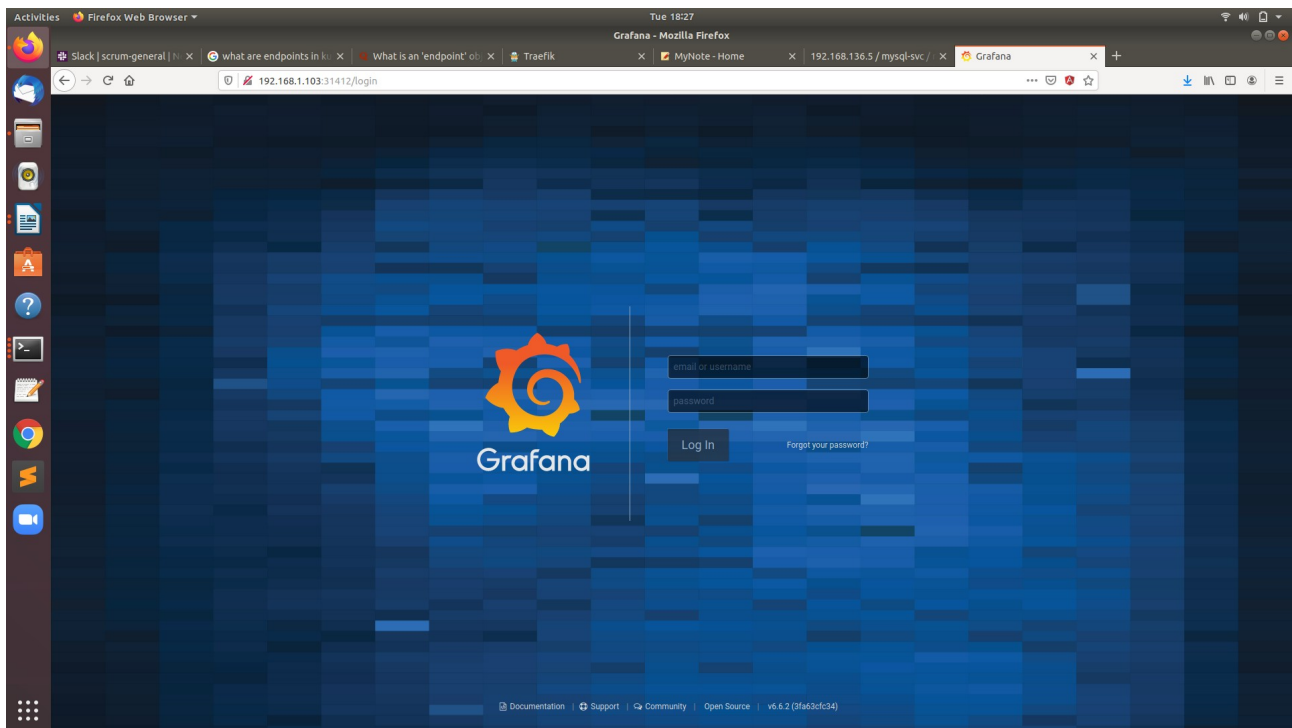 Activities Firefox Web Browser Tue 18:27
Grafana - Mozilla Firefox
Slack | scrum-general | N what are endpoints in ku What is an 'endpoint' ob Traefik MyNote - Home 192.168.136.5 / mysql-svc / Grafana
192.168.1.103:31412/login
email or username
password
Log In Forgot your password?
Grafana
Documentation | Support | Community | Open Source | v6.6.2 (3fa63cfc34)